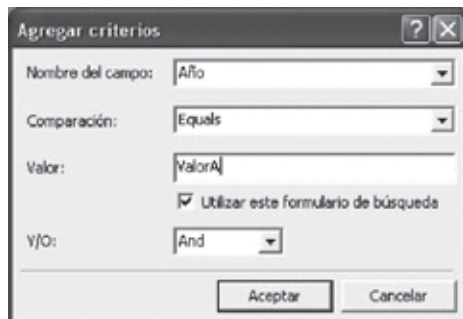 Agregar criterios
Nombre del campo: Año
Comparación: Equals
Valor: ValorA
Utilizar este formulario de búsqueda
Y/O: And
Aceptar Cancelar